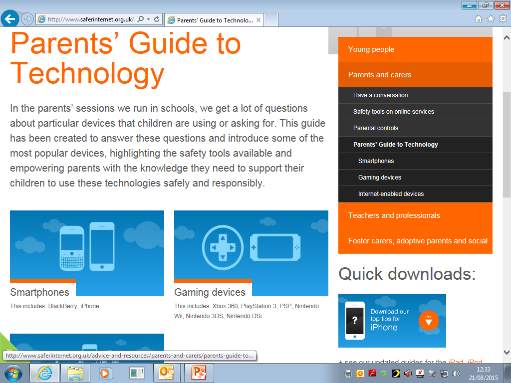 http://www.saferinternet.org.uk/
Parents' Guide to Technolo...
Parents' Guide to
Technology
In the parents' sessions we run in schools, we get a lot of questions
about particular devices that children are using or asking for. This guide
has been created to answer these questions and introduce some of the
most popular devices, highlighting the safety tools available and
empowering parents with the knowledge they need to support their
children to use these technologies safely and responsibly.
Smartphones
This includes: BlackBerry, iPhone
Gaming devices
This includes: Xbox 360, PlayStation 3, PSP, Nintendo
Wii, Nintendo 3DS, Nintendo DSi
Young people
Parents and carers
Have a conversation
Safety tools on online services
Parental controls
Parents' Guide to Technology
Smartphones
Gaming devices
Internet-enabled devices
Teachers and professionals
Foster carers, adoptive parents and social
Quick downloads:
Download our
top tips for
iPhone
see our updated guides for the iPad, iPod
http://www.saferinternet.org.uk/advice-and-resources/parents-and-carers/parents-guide-to...
12:33
21/08/2015